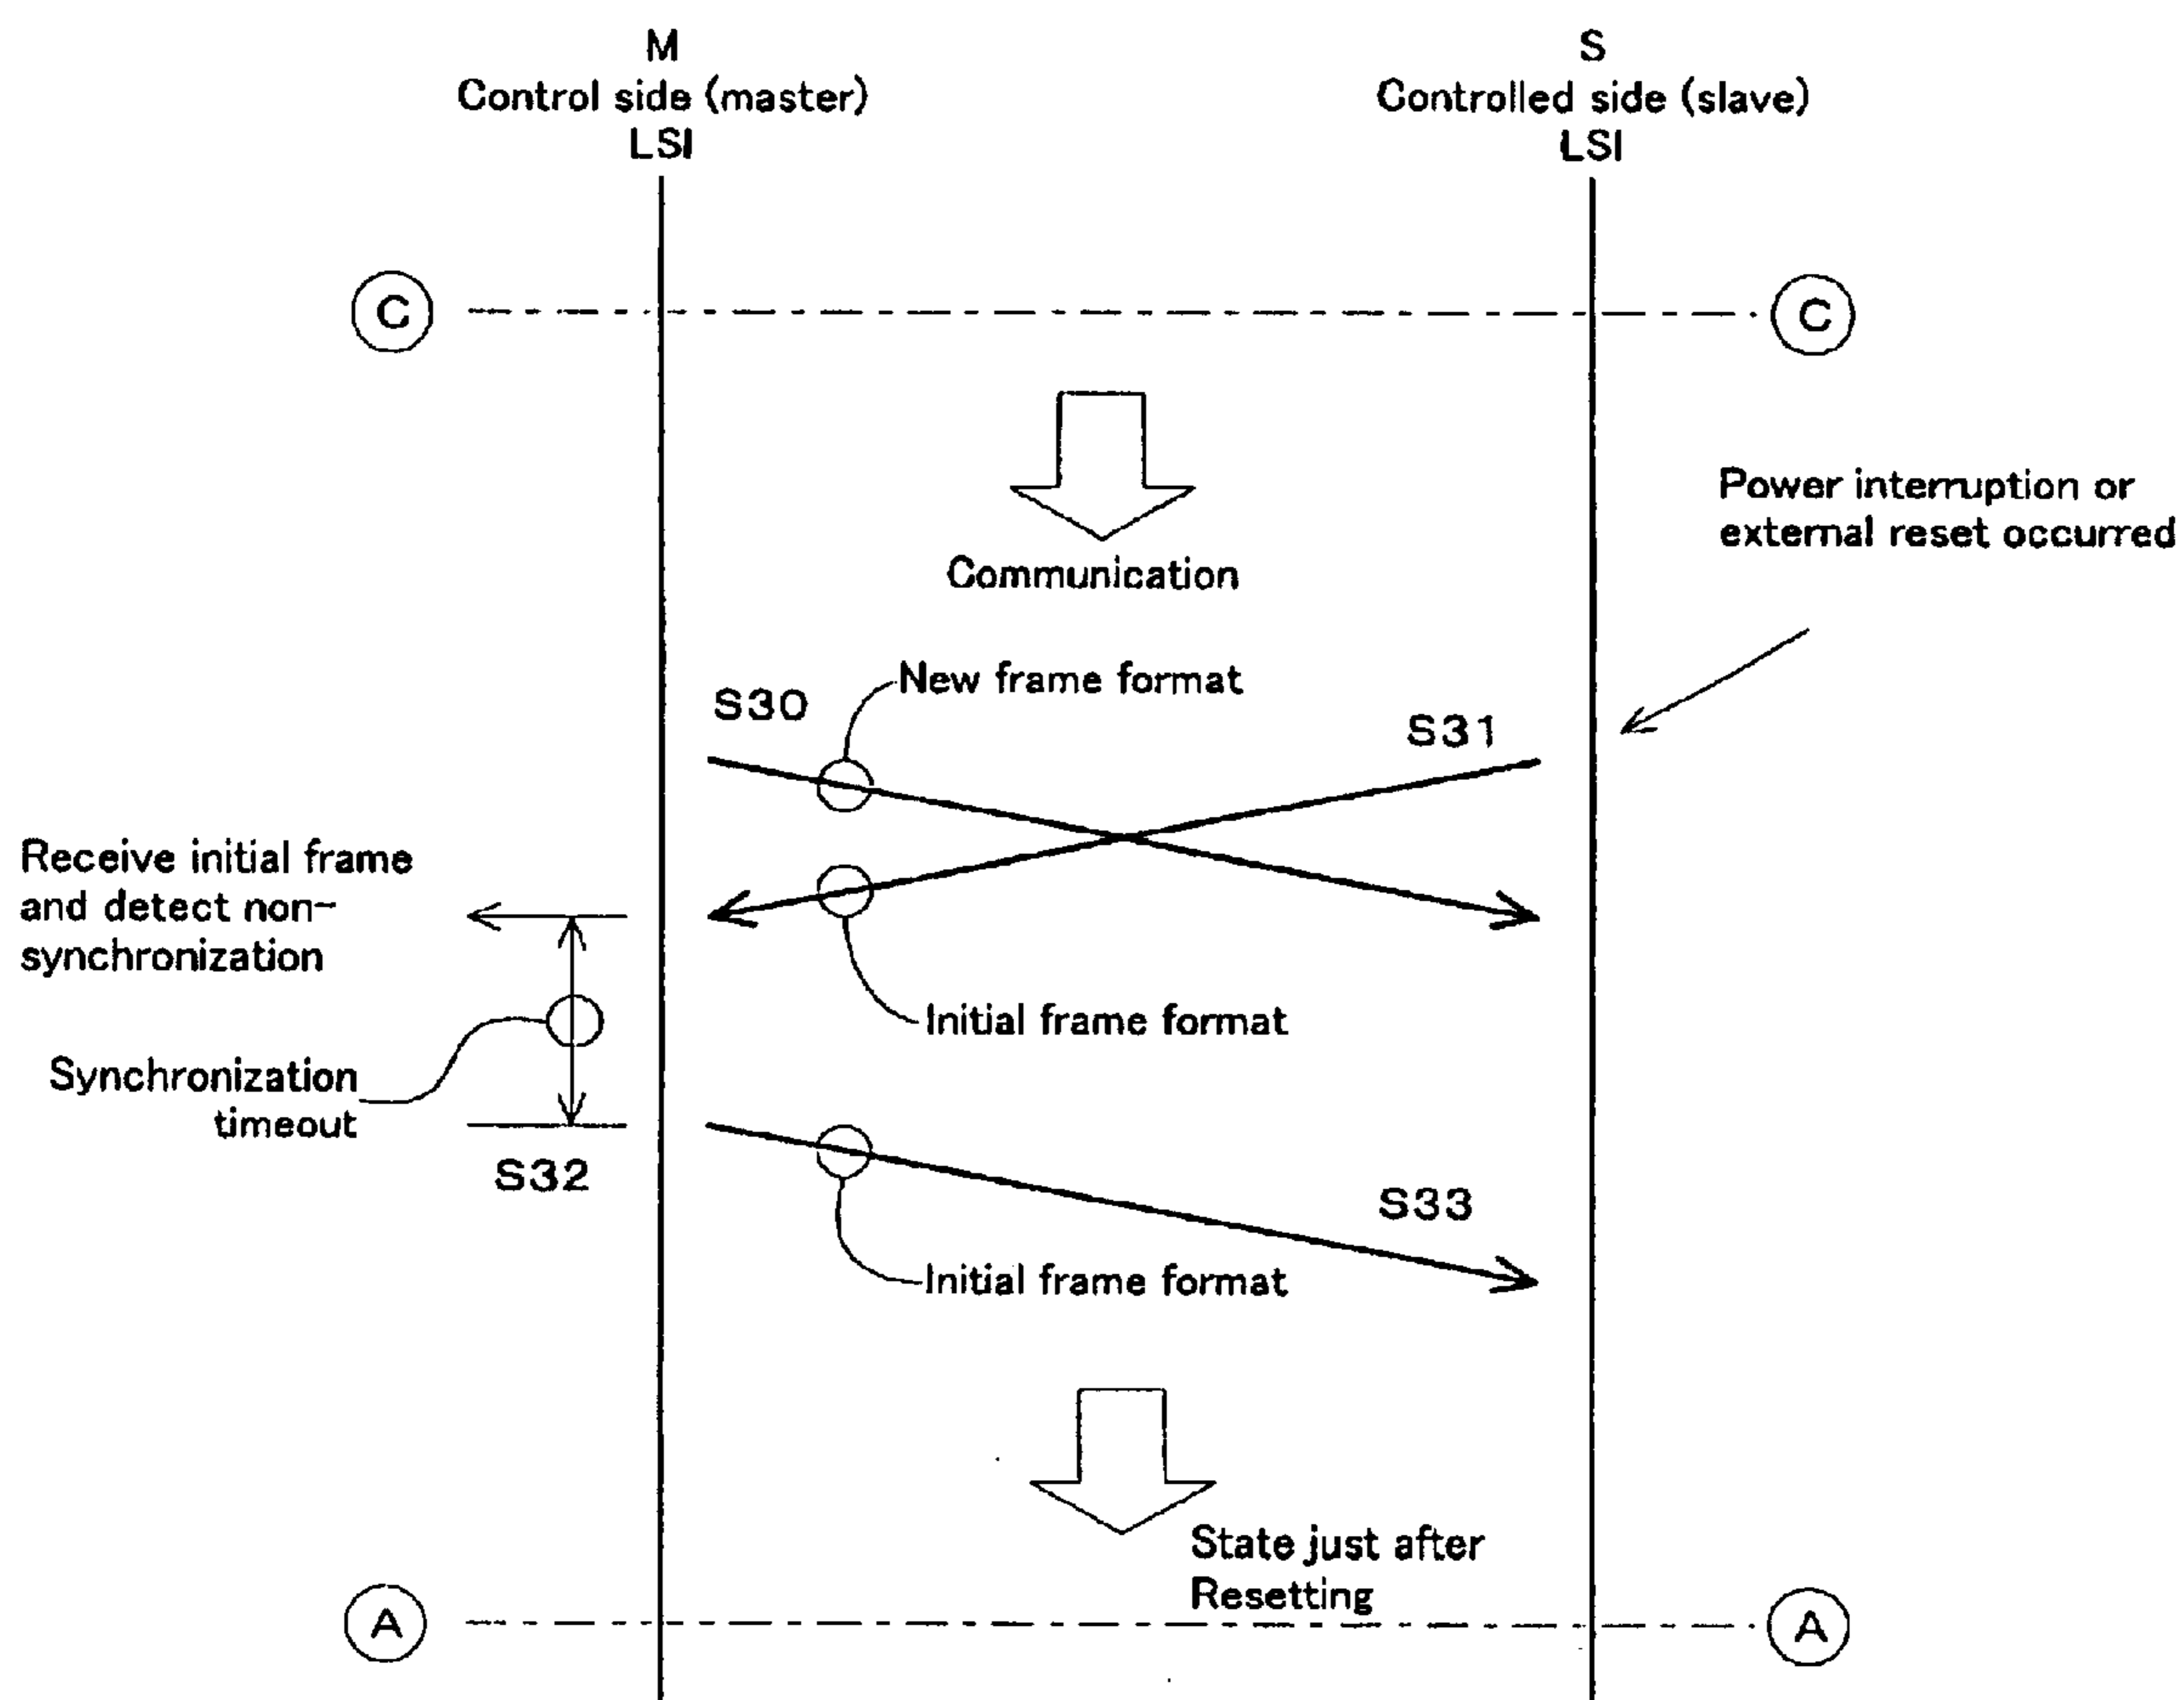 M
Control side (master)
LSI
S
Controlled side (slave)
LSI
C
C
Power interruption or
external reset occurred
Communication
New frame format
S30
S31
Receive initial frame
and detect non-
synchronization
Initial frame format
Synchronization
timeout
S32
S33
Initial frame format
State just after
Resetting
A
A